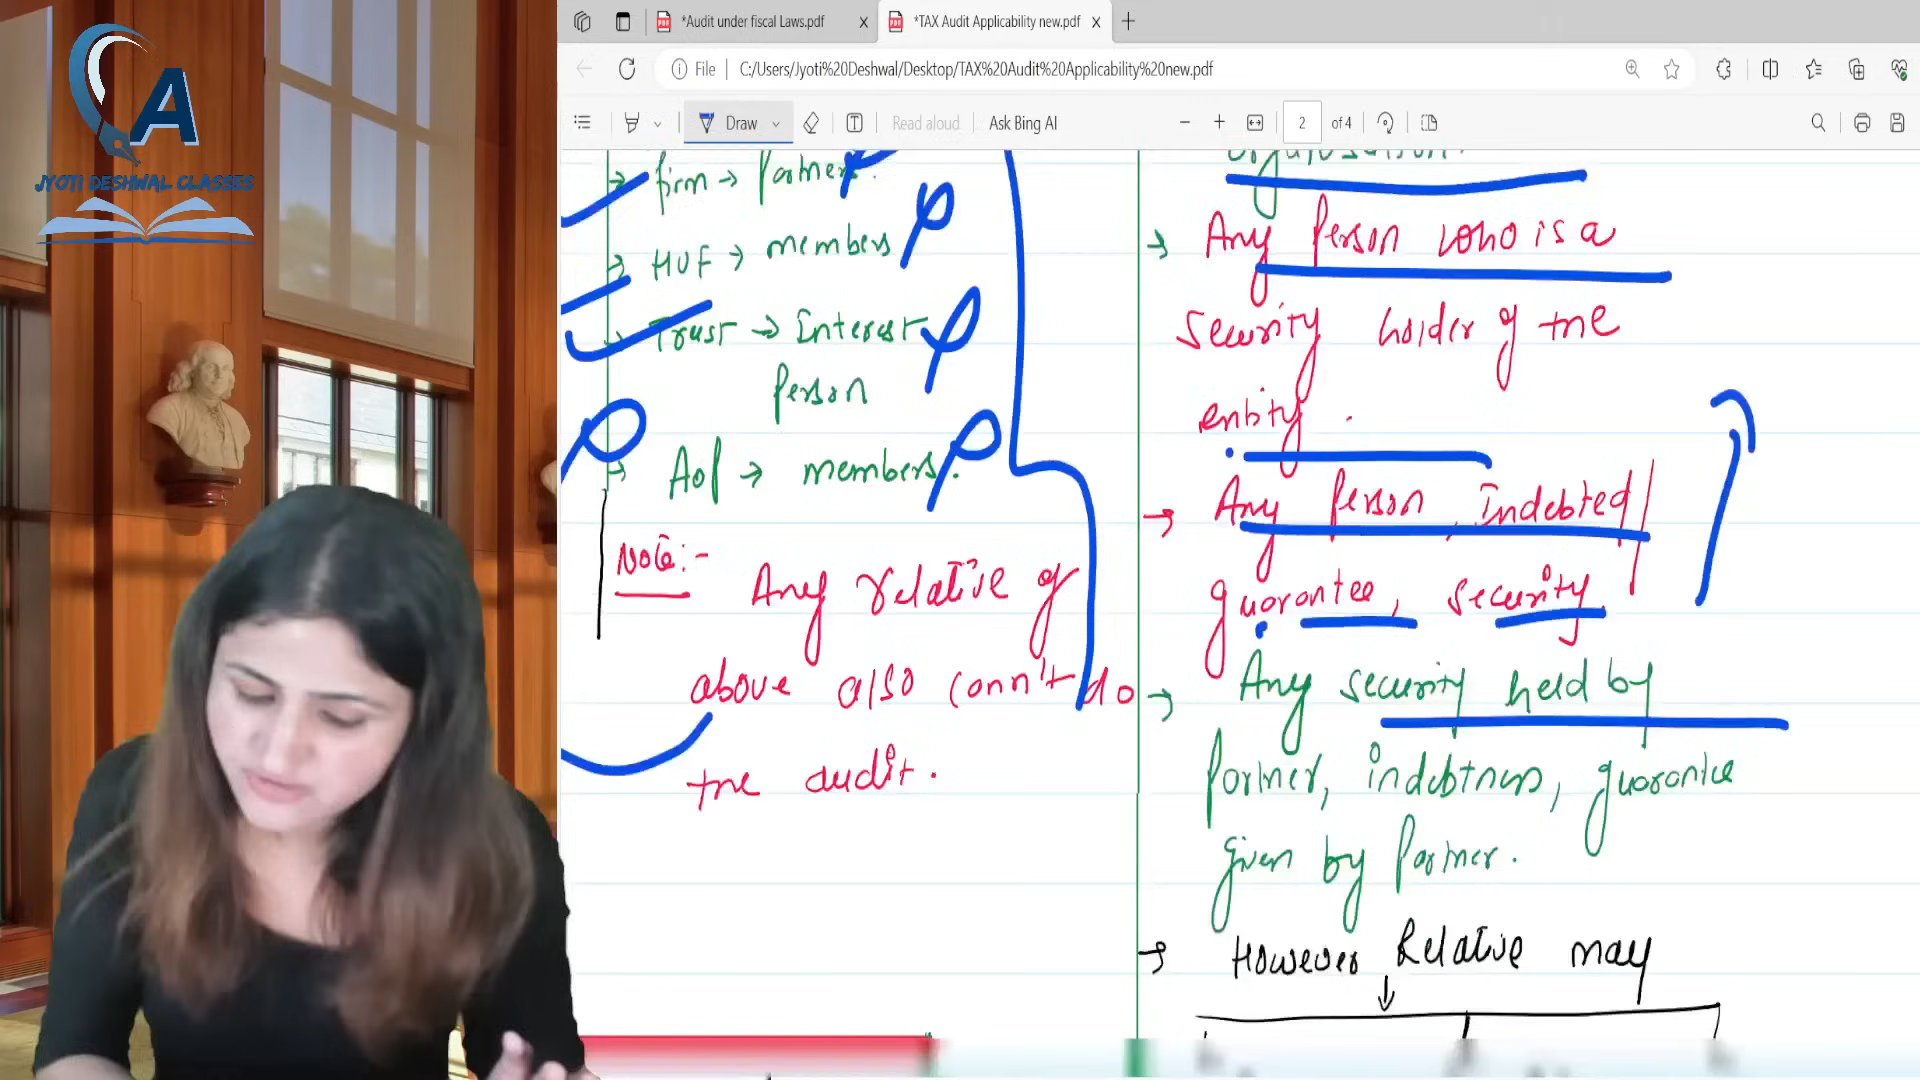 *Audit under fiscal Laws.pdf
*TAX Audit Applicability new.pdf
File C:/Users/Jyoti%20Deshwal/Desktop/TAX%20Audit%20Applicability%20new.pdf
Draw Read aloud Ask Bing AI
2 of 4
CA
JYOTI DESHWAL CLASSES
→ firm → Partners.
→ HUF → members
→ Trust → Interest
Person
→ AOP → members.
Note:-
Any relative of
above also cann't do
the audit.
→ Any Person who is a
security holder of the
entity.
→ Any Person, Indebted/
guarantee, security.
→ Any security held by
Partner, indebtness, guarantee
given by Partner.
→ However Relative may